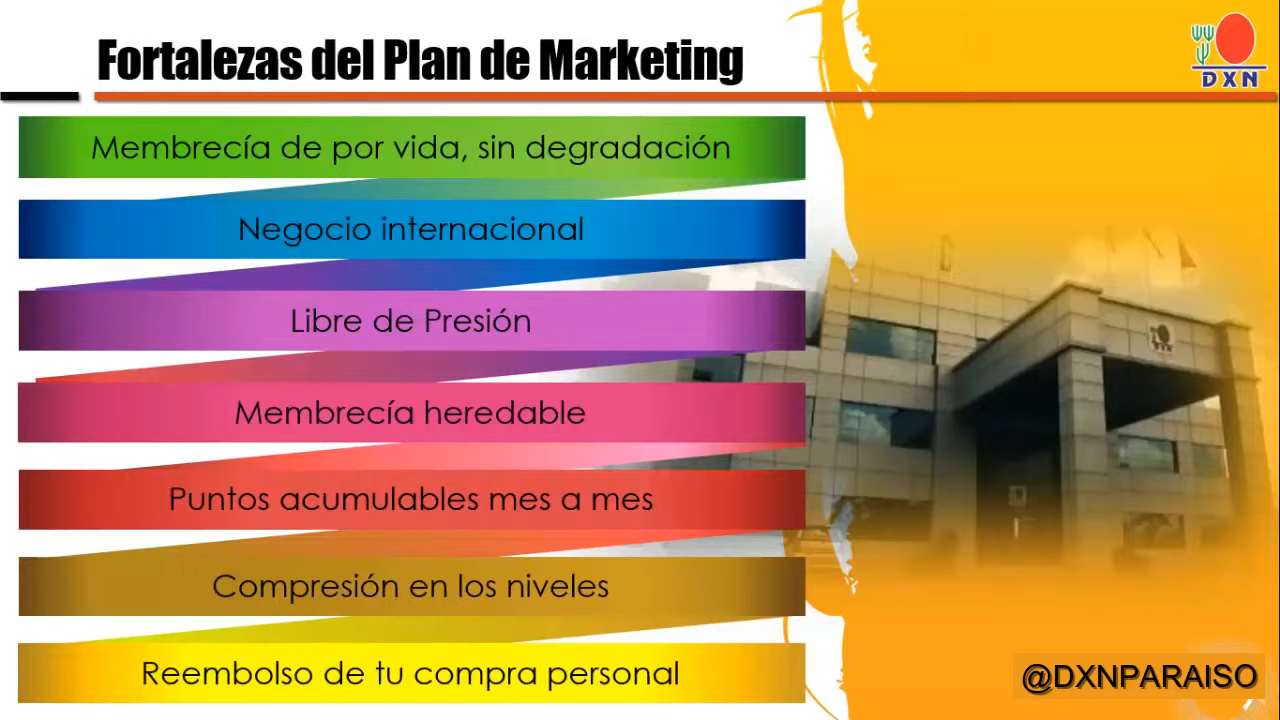 Fortalezas del Plan de Marketing
DXN
Membrecía de por vida, sin degradación
Negocio internacional
Libre de Presión
Membrecía heredable
Puntos acumulables mes a mes
Compresión en los niveles
Reembolso de tu compra personal
@DXNPARAISO